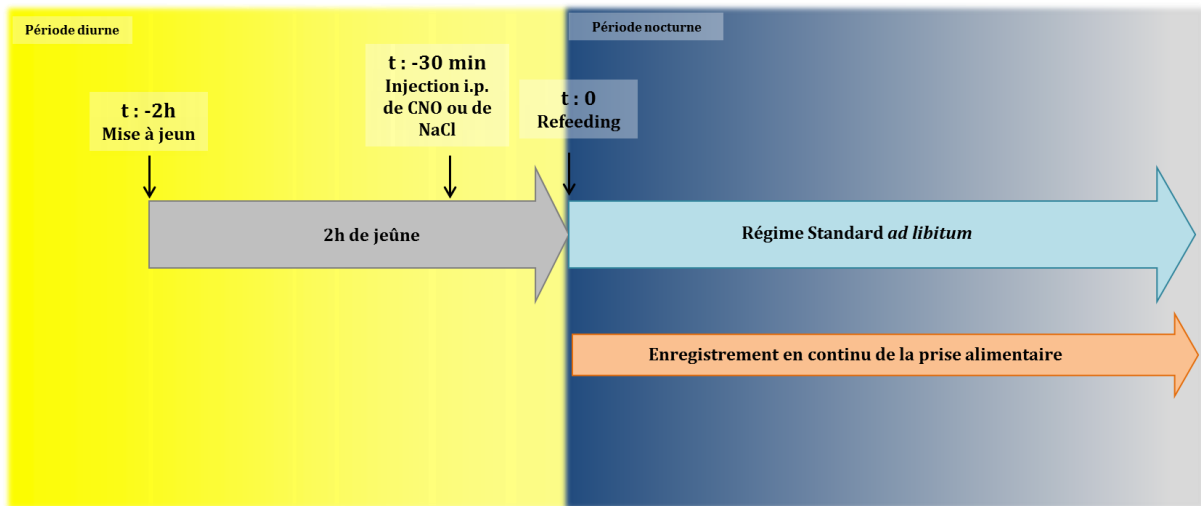 Période diurne
Période nocturne
t : -30 min
Injection i.p.
de CNO ou de
NaCl
t : -2h
Mise à jeun
t : 0
Refeeding
2h de jeûne
Régime Standard ad libitum
Enregistrement en continu de la prise alimentaire